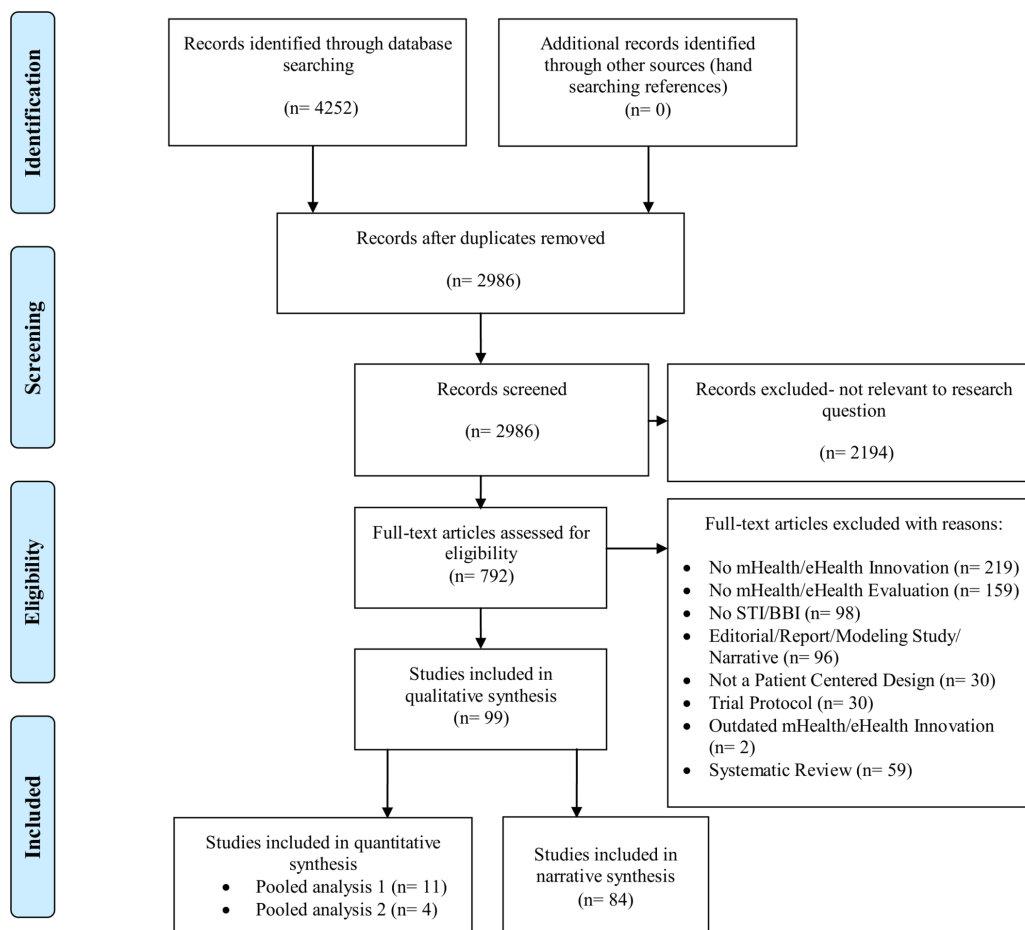 Identification
Records identified through database
searching
(n= 4252)
Additional records identified
through other sources (hand
searching references)
(n= 0)
Records after duplicates removed
(n= 2986)
Screening
Records screened
(n= 2986)
Records excluded- not relevant to research
question
(n= 2194)
Eligibility
Full-text articles assessed for
eligibility
(n= 792)
Full-text articles excluded with reasons:
• No mHealth/eHealth Innovation (n= 219)
• No mHealth/eHealth Evaluation (n= 159)
• No STI/BBI (n= 98)
• Editorial/Report/Modeling Study/
Narrative (n= 96)
• Not a Patient Centered Design (n= 30)
• Trial Protocol (n= 30)
• Outdated mHealth/eHealth Innovation
(n= 2)
• Systematic Review (n= 59)
Studies included in
qualitative synthesis
(n= 99)
Included
Studies included in quantitative
synthesis
• Pooled analysis 1 (n= 11)
• Pooled analysis 2 (n= 4)
Studies included in
narrative synthesis
(n= 84)